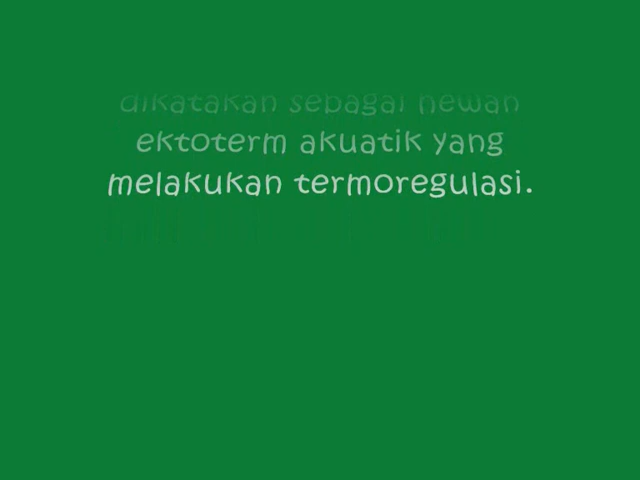 dikatakan sebagai hewan
ektoterm akuatik yang
melakukan termoregulasi.